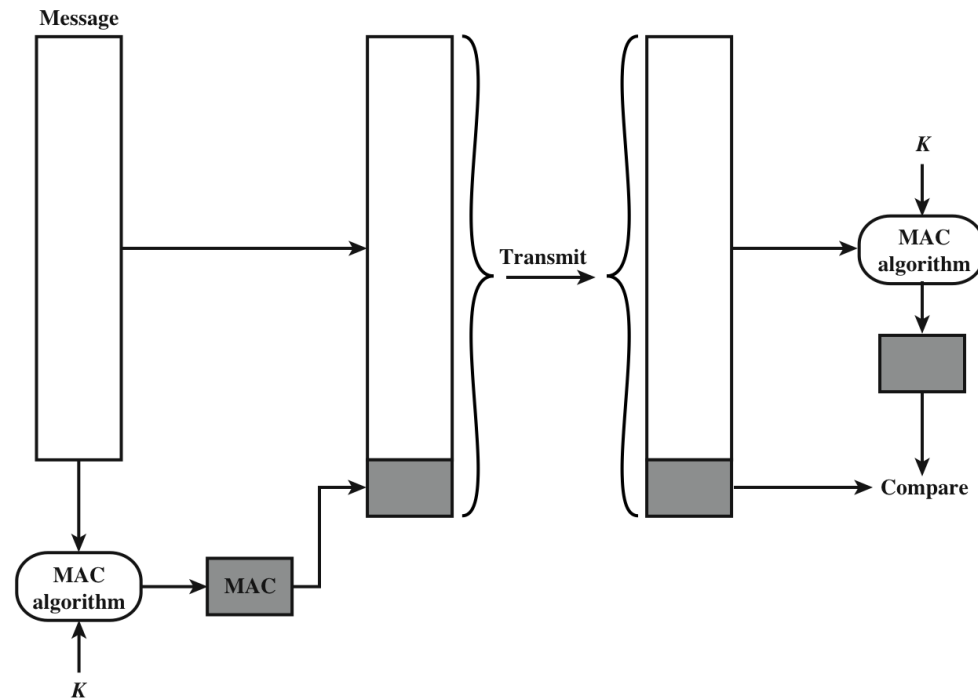 Message
K
Transmit
MAC
algorithm
Compare
MAC
algorithm
MAC
K